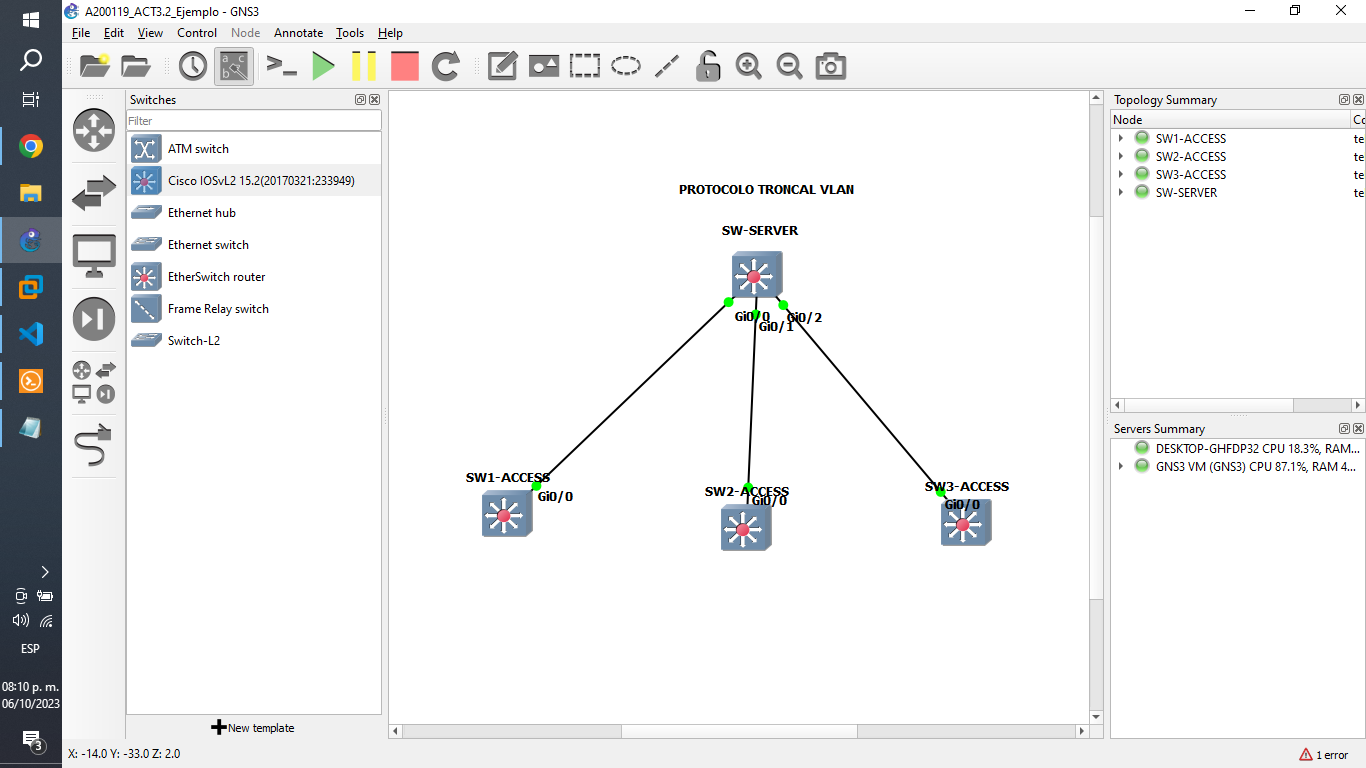 A200119_ACT3.2_Ejemplo - GNS3
File Edit View Control Node Annotate Tools Help
Switches
Filter
ATM switch
Cisco IOSvL2 15.2(20170321:233949)
Ethernet hub
Ethernet switch
EtherSwitch router
Frame Relay switch
Switch-L2
New template
PROTOCOLO TRONCAL VLAN
SW-SERVER
Gi0/0
Gi0/1
Gi0/2
SW1-ACCESS
Gi0/0
SW2-ACCESS
Gi0/0
SW3-ACCESS
Gi0/0
Topology Summary
Node Co
SW1-ACCESS te
SW2-ACCESS te
SW3-ACCESS te
SW-SERVER te
Servers Summary
DESKTOP-GHFDP32 CPU 18.3%, RAM...
GNS3 VM (GNS3) CPU 87.1%, RAM 4...
ESP
08:10 p. m.
06/10/2023
3
X: -14.0 Y: -33.0 Z: 2.0
1 error